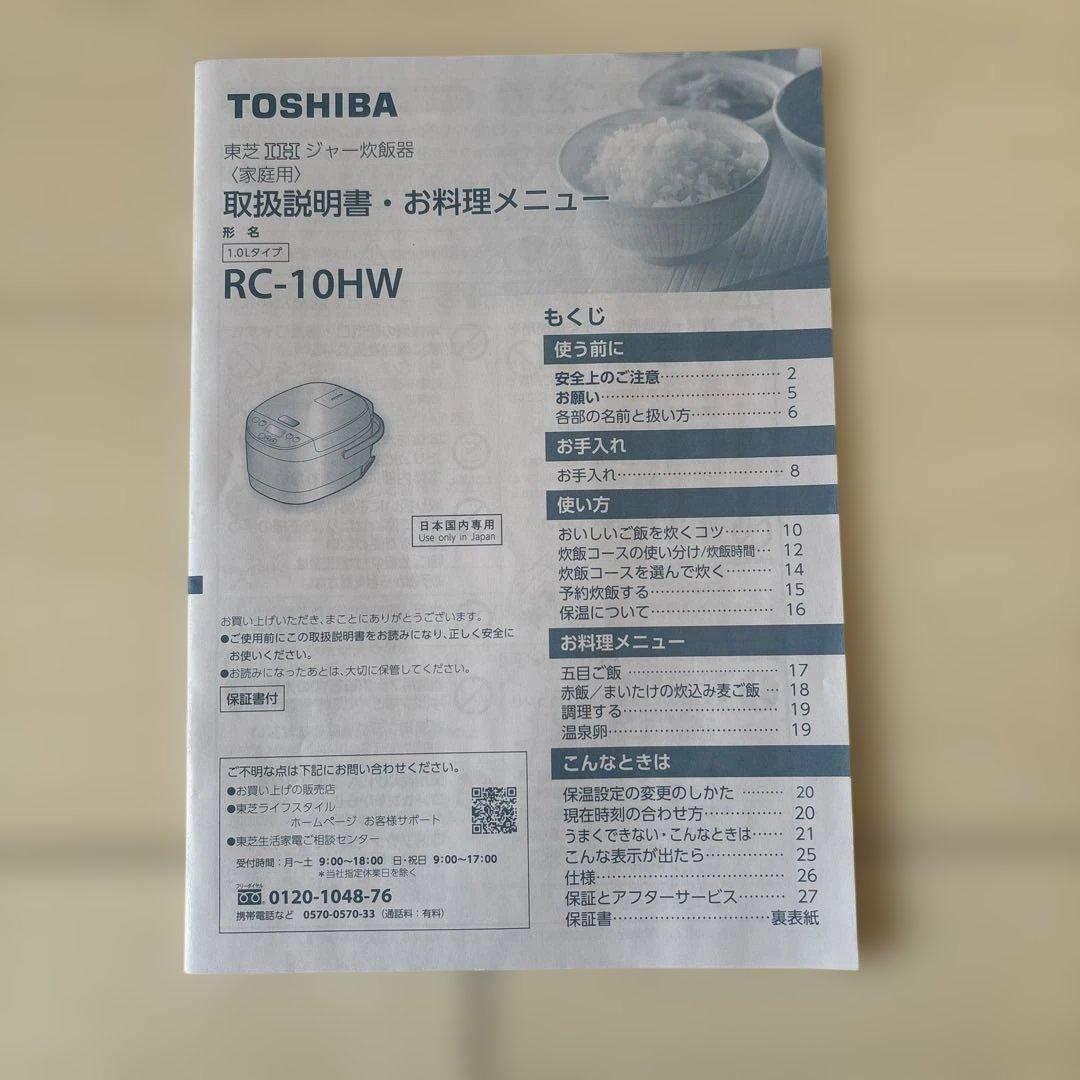 TOSHIBA
東芝 IH ジャー炊飯器
〈家庭用〉
取扱説明書・お料理メニュー
形 名
1.0Lタイプ
RC-10HW
日本国内専用
Use only in Japan
お買い上げいただき、まことにありがとうございます。
●ご使用前にこの取扱説明書をお読みになり、正しく安全に
お使いください。
●お読みになったあとは、大切に保管してください。
保証書付
ご不明な点は下記にお問い合わせください。
●お買い上げの販売店
●東芝ライフスタイル
ホームページ お客様サポート
●東芝生活家電ご相談センター
受付時間：月〜土 9:00〜18:00 日・祝日 9:00〜17:00
＊当社指定休業日を除く
フリーダイヤル
0120-1048-76
携帯電話など 0570-0570-33（通話料：有料）
もくじ
使う前に
安全上のご注意…………………… 2
お願い…………………………… 5
各部の名前と扱い方…………… 6
お手入れ
お手入れ………………………… 8
使い方
おいしいご飯を炊くコツ……… 10
炊飯コースの使い分け/炊飯時間… 12
炊飯コースを選んで炊く……… 14
予約炊飯する…………………… 15
保温について…………………… 16
お料理メニュー
五目ご飯 ………………………… 17
赤飯／まいたけの炊込み麦ご飯 … 18
調理する………………………… 19
温泉卵…………………………… 19
こんなときは
保温設定の変更のしかた ……… 20
現在時刻の合わせ方…………… 20
うまくできない・こんなときは…… 21
こんな表示が出たら…………… 25
仕様……………………………… 26
保証とアフターサービス……… 27
保証書…………………………裏表紙